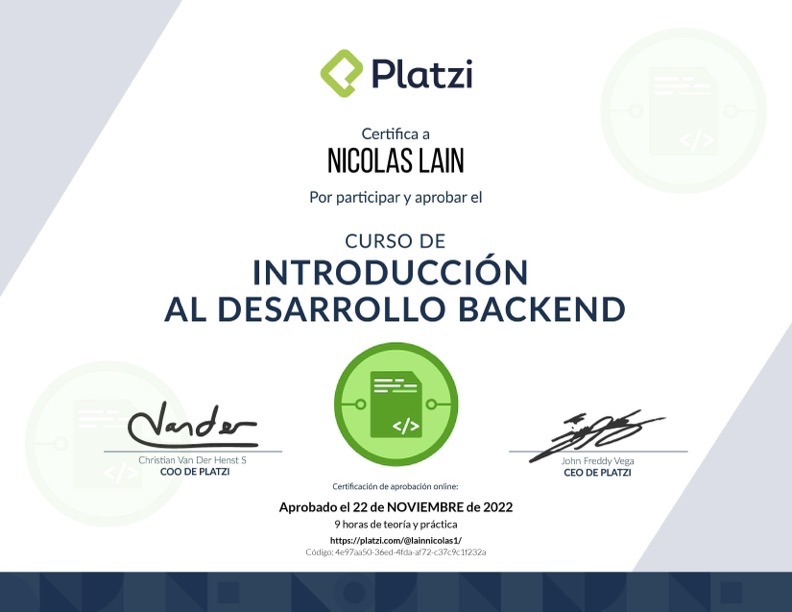 Platzi
Certifica a
NICOLAS LAIN
Por participar y aprobar el
CURSO DE
INTRODUCCIÓN
AL DESARROLLO BACKEND
</>
</>
</>
Vander
Christian Van Der Henst S
COO DE PLATZI
John Freddy Vega
CEO DE PLATZI
Certificación de aprobación online:
Aprobado el 22 de NOVIEMBRE de 2022
9 horas de teoría y práctica
https://platzi.com/@lainnicolas1/
Código: 4e97aa50-36ed-4fda-af72-c37c9c1f232a